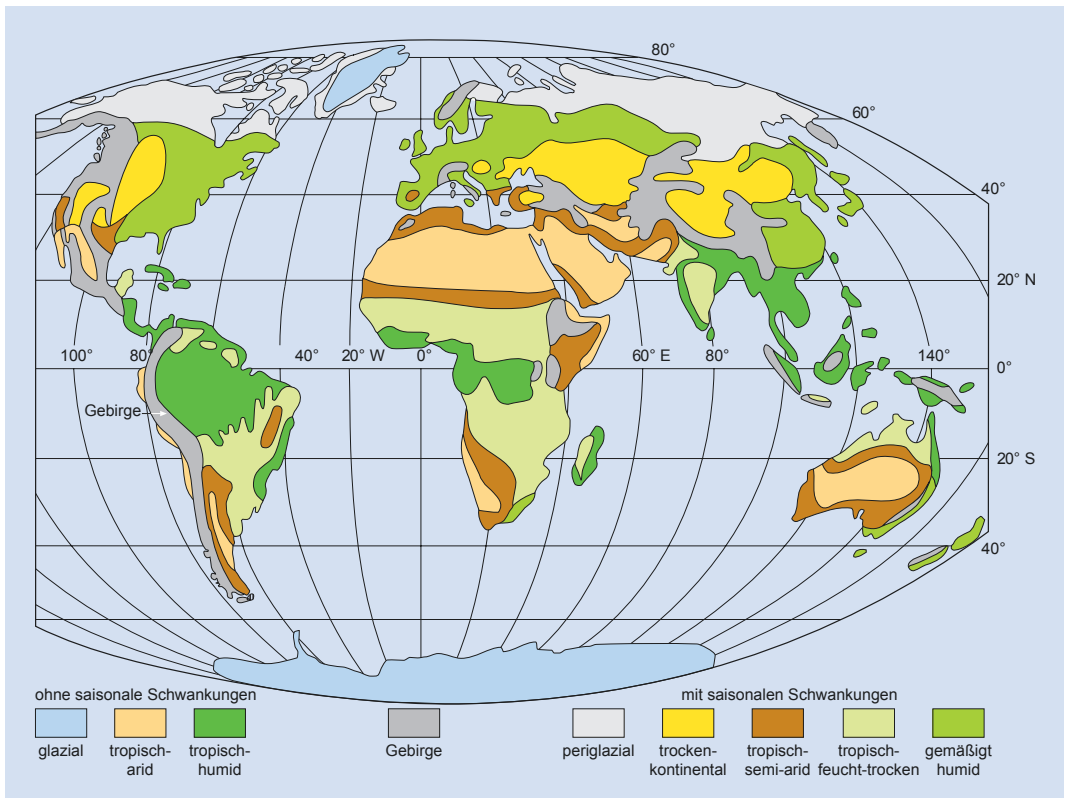 80°
60°
40°
20° N
100° 80° 40° 20° W 0° 60° E 80° 140° 0°
Gebirge
20° S
40°
ohne saisonale Schwankungen
mit saisonalen Schwankungen
glazial
tropisch-
arid
tropisch-
humid
Gebirge
periglazial
trocken-
kontinental
tropisch-
semi-arid
tropisch-
feucht-trocken
gemäßigt
humid